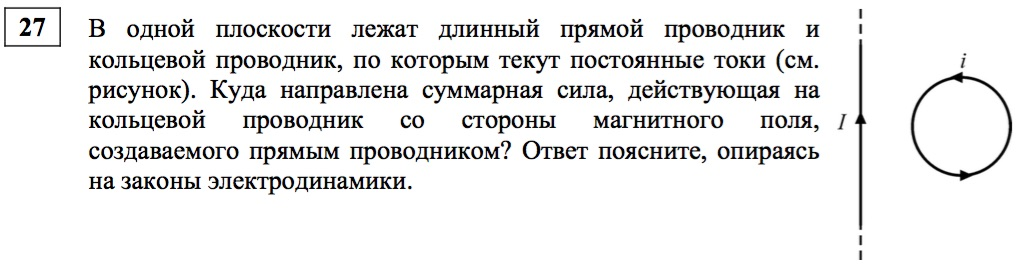 27 В одной плоскости лежат длинный прямой проводник и
кольцевой проводник, по которым текут постоянные токи (см.
рисунок). Куда направлена суммарная сила, действующая на
кольцевой проводник со стороны магнитного поля,
создаваемого прямым проводником? Ответ поясните, опираясь
на законы электродинамики.
I
i